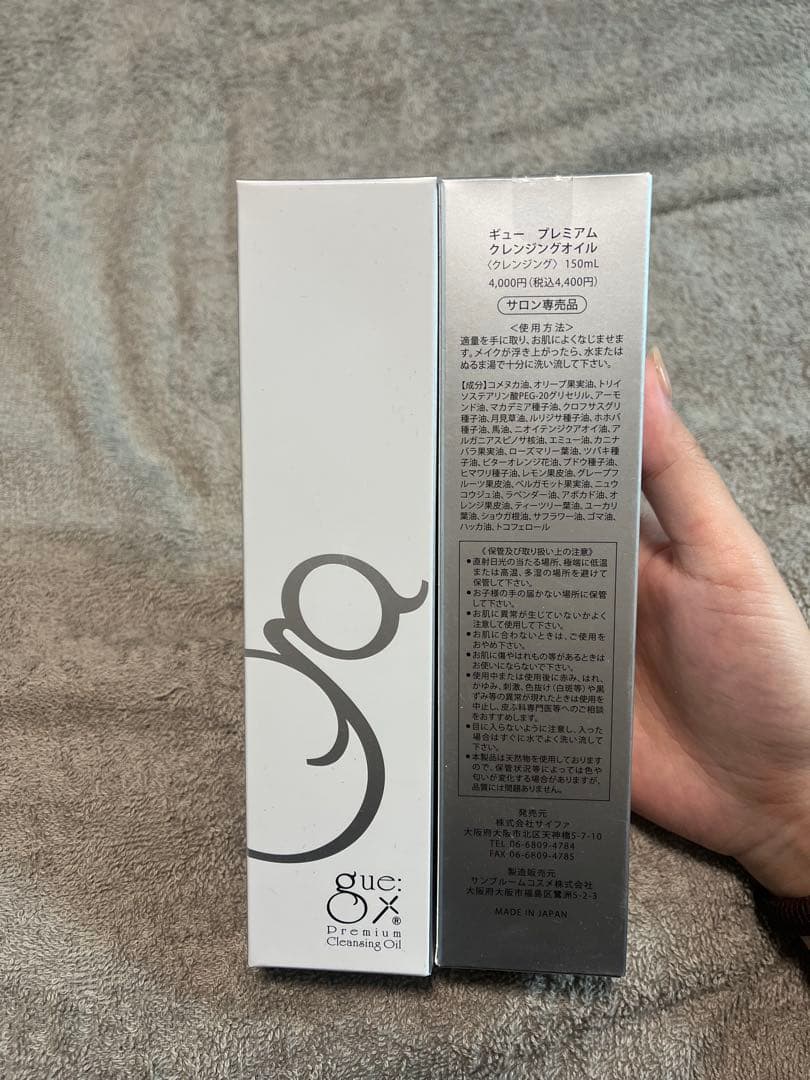 gue:
gx®
Premium
Cleansing Oil
ギュー プレミアム
クレンジングオイル
〈クレンジング〉 150mL
4,000円(税込4,400円)
サロン専売品
＜使用方法＞
適量を手に取り、お肌によくなじませま
す。メイクが浮き上がったら、水または
ぬるま湯で十分に洗い流して下さい。
【成分】コメヌカ油、オリーブ果実油、トリイ
ソステアリン酸PEG-20グリセリル、アーモ
ンド油、マカデミア種子油、クロフサスグリ
種子油、月見草油、ルリジサ種子油、ホホバ
種子油、馬油、ニオイテンジクアオイ油、ア
ルガニアスピノサ核油、エミュー油、カニナ
バラ果実油、ローズマリー葉油、ツバキ種
子油、ビターオレンジ花油、ブドウ種子油、
ヒマワリ種子油、レモン果皮油、グレープフ
ルーツ果皮油、ベルガモット果実油、ニュウ
コウジュ油、ラベンダー油、アボカド油、オ
レンジ果皮油、ティーツリー葉油、ユーカリ
葉油、ショウガ根油、サフラワー油、ゴマ油、
ハッカ油、トコフェロール
《保管及び取り扱い上の注意》
●直射日光の当たる場所、極端に低温
または高温、多湿の場所を避けて
保管して下さい。
●お子様の手の届かない場所に保管
して下さい。
●お肌に異常が生じていないかよく
注意して使用して下さい。
●お肌に合わないときは、ご使用を
おやめ下さい。
●お肌に傷やはれもの等があるときは
お使いにならないで下さい。
●使用中または使用後に赤み、はれ、
かゆみ、刺激、色抜け(白斑等)や黒
ずみ等の異常が現れたときは使用を
中止し、皮ふ科専門医等へのご相談
をおすすめします。
●目に入らないように注意し、入った
場合はすぐに水でよく洗い流して
下さい。
●本製品は天然物を使用しております
ので、保管状況等によっては色や
匂いが変化する場合がありますが、
品質には問題ありません。
発売元
株式会社サイファ
大阪府大阪市北区天神橋5-7-10
TEL 06-6809-4784
FAX 06-6809-4785
製造販売元
サンブルームコスメ株式会社
大阪府大阪市福島区鷺洲5-2-3
MADE IN JAPAN